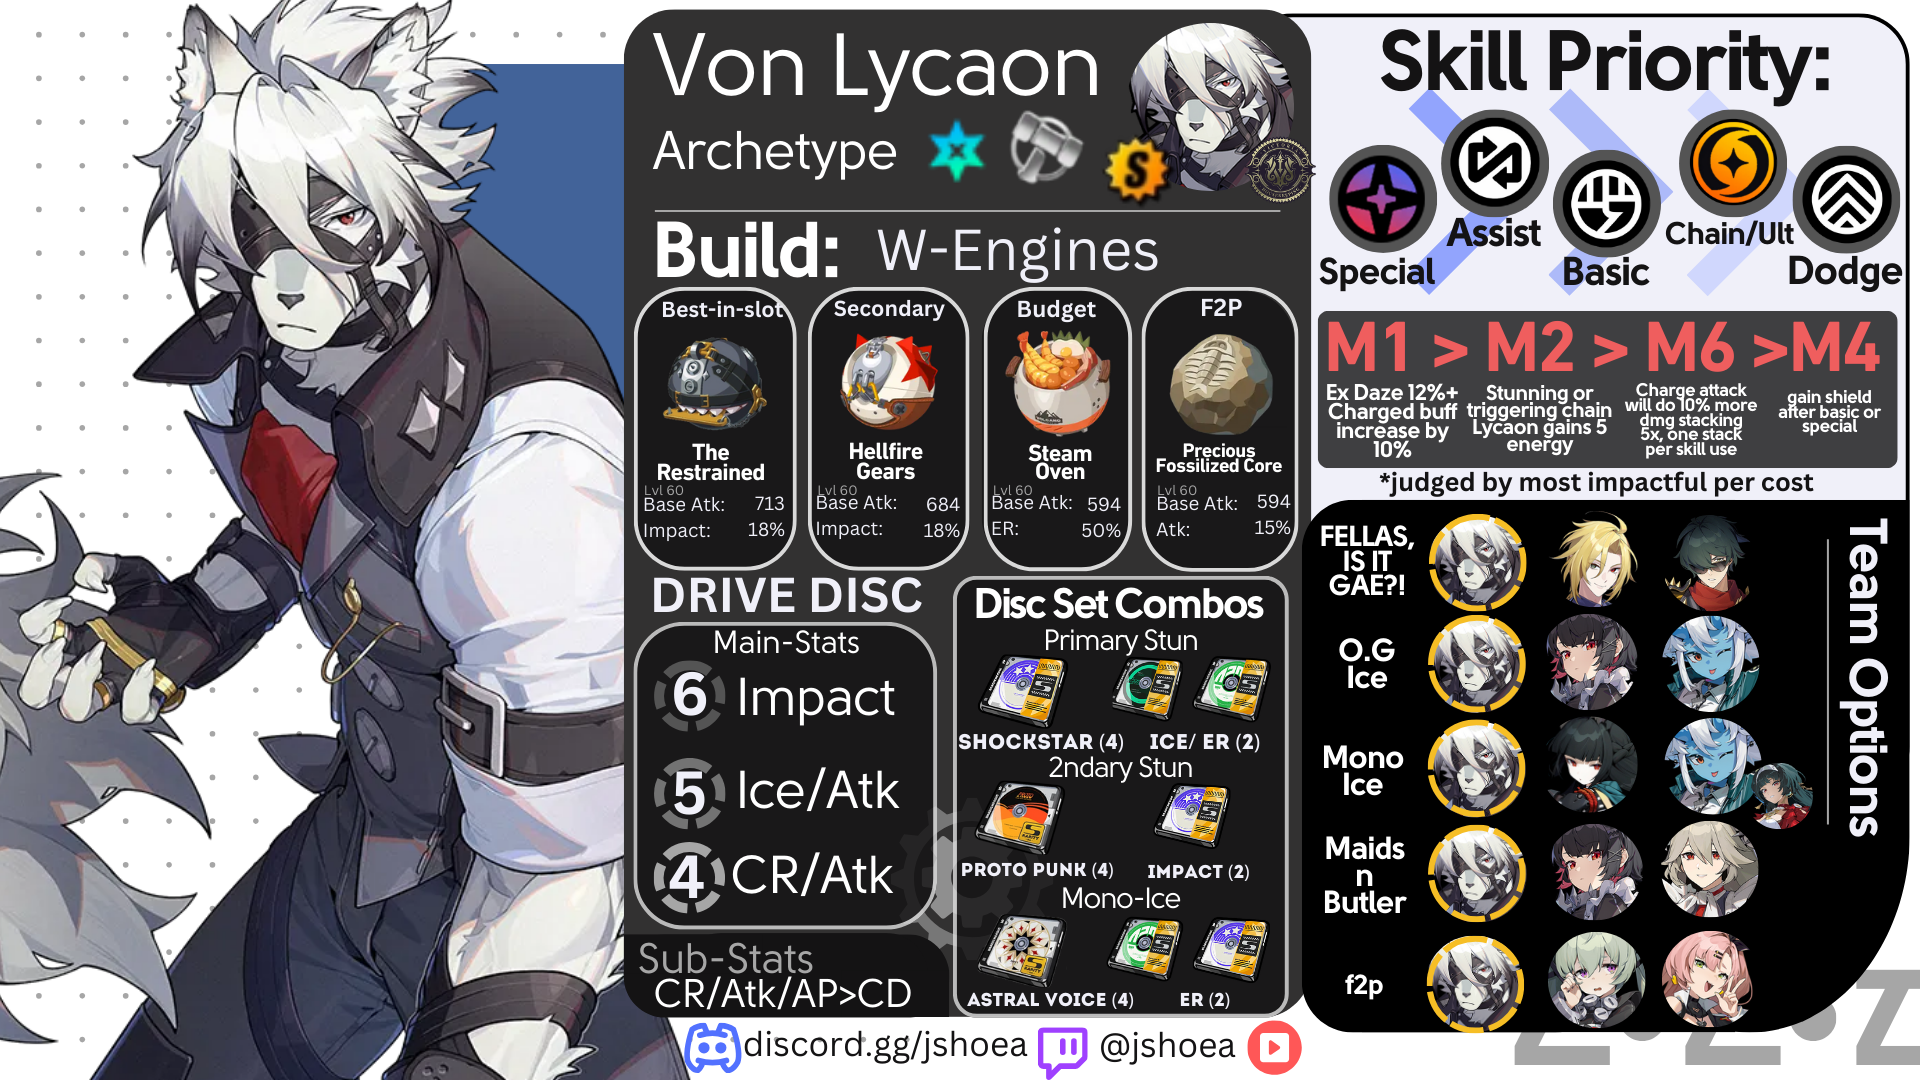 Von Lycaon
Archetype
S
Build: W-Engines
Best-in-slot
The
Restrained
Lvl 60
Base Atk: 713
Impact: 18%
Secondary
Hellfire
Gears
Lvl 60
Base Atk: 684
Impact: 18%
Budget
Steam
Oven
Lvl 60
Base Atk: 594
ER: 50%
F2P
Precious
Fossilized Core
Lvl 60
Base Atk: 594
Atk: 15%
DRIVE DISC
Main-Stats
6 Impact
5 Ice/Atk
4 CR/Atk
Sub-Stats
CR/Atk/AP>CD
Disc Set Combos
Primary Stun
SHOCKSTAR (4) ICE/ ER (2)
2ndary Stun
PROTO PUNK (4) IMPACT (2)
Mono-Ice
ASTRAL VOICE (4) ER (2)
discord.gg/jshoea @jshoea
Skill Priority:
Special
Assist
Basic
Chain/Ult
Dodge
M1 > M2 > M6 >M4
Ex Daze 12%+
Charged buff
increase by
10%
Stunning or
triggering chain
Lycaon gains 5
energy
Charge attack
will do 10% more
dmg stacking
5x, one stack
per skill use
gain shield
after basic or
special
*judged by most impactful per cost
Team Options
FELLAS,
IS IT
GAE?!
O.G
Ice
Mono
Ice
Maids
n
Butler
f2p
Z•Z•Z